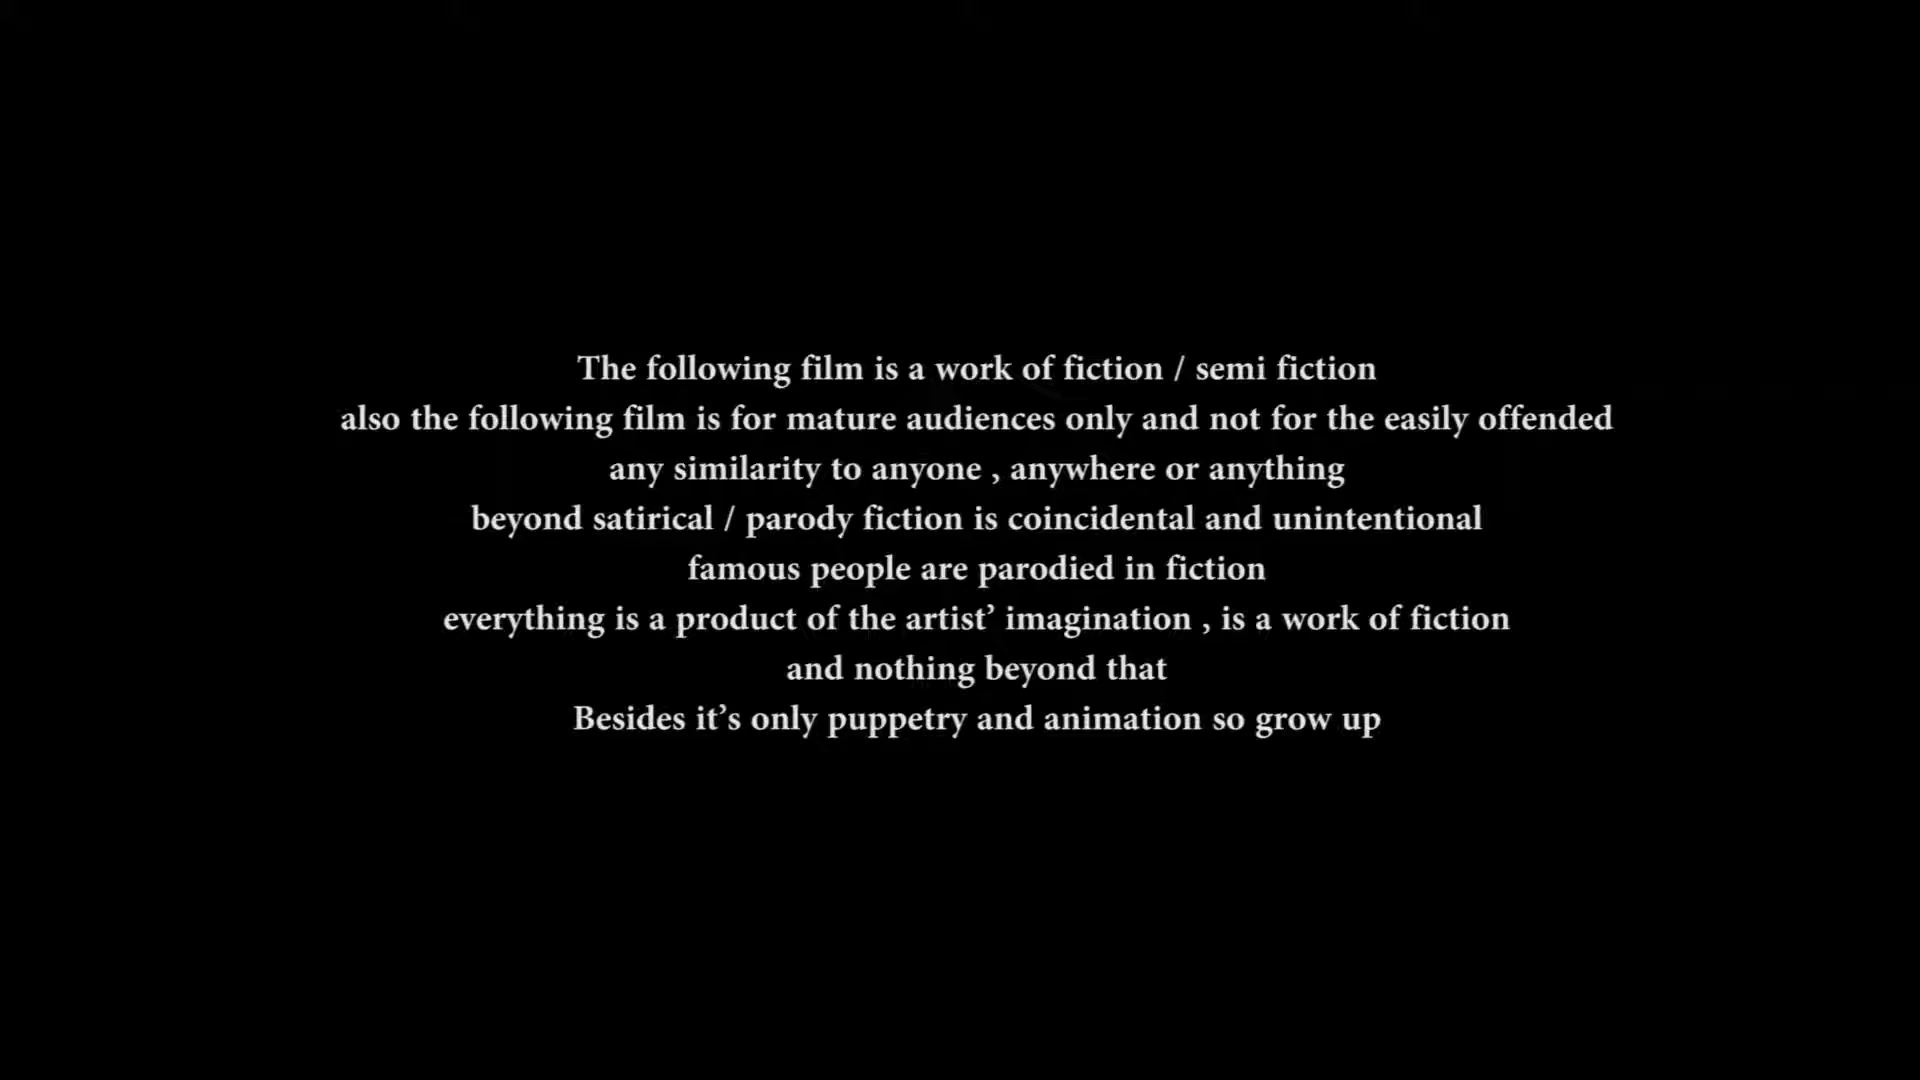 The following film is a work of fiction / semi fiction
also the following film is for mature audiences only and not for the easily offended
any similarity to anyone , anywhere or anything
beyond satirical / parody fiction is coincidental and unintentional
famous people are parodied in fiction
everything is a product of the artist’ imagination , is a work of fiction
and nothing beyond that
Besides it’s only puppetry and animation so grow up